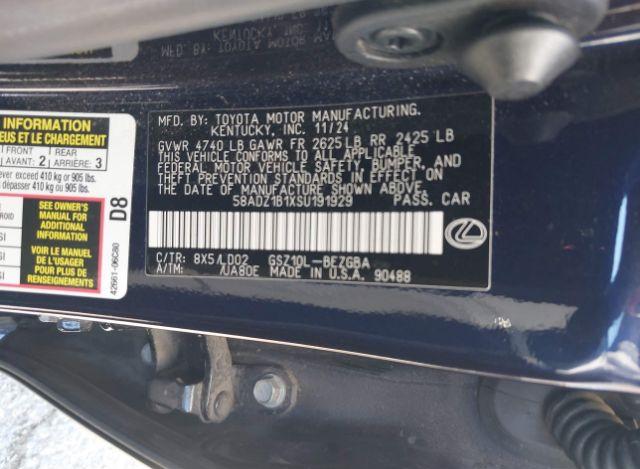 MFD. BY: TOYOTA MOTOR MANUFACTURING.
KENTUCKY, INC. 11/24
GVWR 4740 LB GAWR FR 2625 LB RR 2425 LB
THIS VEHICLE CONFORMS TO ALL APPLICABLE
FEDERAL MOTOR VEHICLE SAFETY, BUMPER, AND
THEFT PREVENTION STANDARDS IN EFFECT ON THE
DATE OF MANUFACTURE SHOWN ABOVE.
58ADZ1B1XSU191929 PASS. CAR
C/TR: 8X5/LD02 GSZ10L-BEZGBA
A/TM: /UA80E MADE IN U.S.A. 90488
INFORMATION
EUS ET LE CHARGEMENT
FRONT 2 REAR 3
AVANT: ARRIÈRE:
ever exceed 410 kg or 905 lbs.
dépasser 410 kg ou 905 lbs.
SEE OWNER'S
MANUAL FOR
ADDITIONAL
INFORMATION
VOIR LE MANUEL
DE L'USAGER
POUR PLUS DE
RENSEIGNEMENTS
D8
42661-06C80